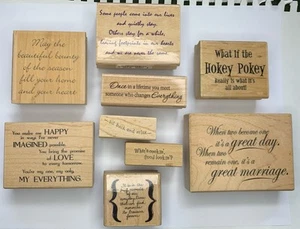 Some people come into our lives
and quickly go.
Others stay for a while,
leaving footprints in our hearts
and we are never the same
May the
beautiful bounty
of the season
fill your home
and your heart
What if the
Hokey Pokey
Really is what it's
all about?
Once in a lifetime you meet
someone who changes Everything
You make me HAPPY
in ways I've never
IMAGINED possible.
You bring the promise
of LOVE
to every tomorrow.
You're my one, my only,
MY EVERYTHING.
When two become one,
it's a great day.
When two
remain one, it's a
great marriage.